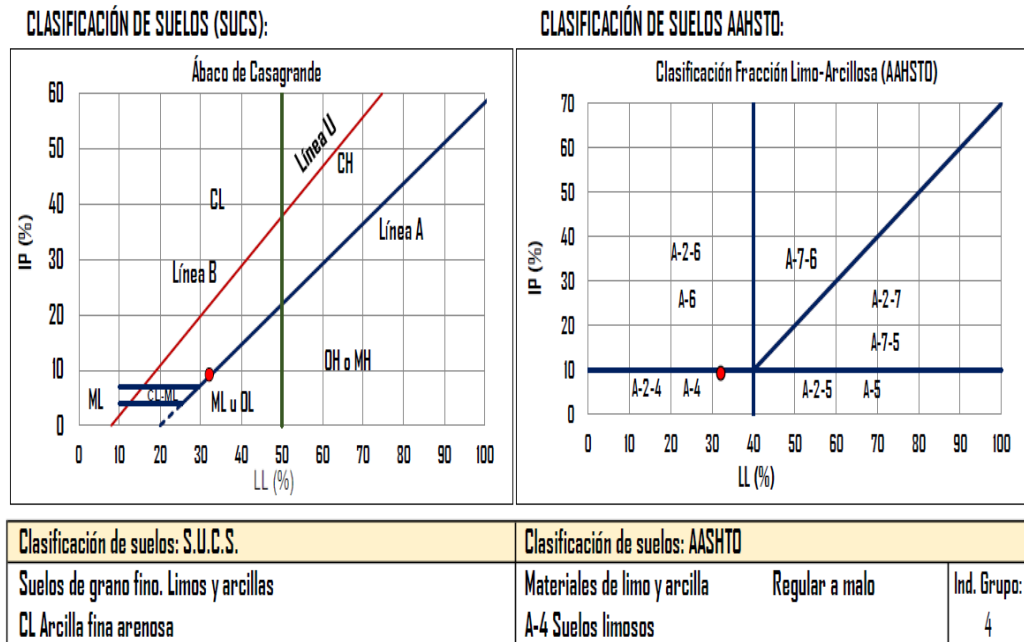 CLASIFICACIÓN DE SUELOS (SUCS):
CLASIFICACIÓN DE SUELOS AAHSTO:
Ábaco de Casagrande
60
50
40
30
20
10
0
IP (%)
Línea U
CH
CL
Línea A
Línea B
OH o MH
ML
CL-ML
ML u OL
0 10 20 30 40 50 60 70 80 90 100
LL (%)
Clasificación Fracción Limo-Arcillosa (AAHSTO)
70
60
50
40
30
20
10
0
IP (%)
A-2-6
A-7-6
A-6
A-2-7
A-7-5
A-2-4 A-4 A-2-5 A-5
0 10 20 30 40 50 60 70 80 90 100
LL (%)
Clasificación de suelos: S.U.C.S.
Suelos de grano fino. Limos y arcillas
CL Arcilla fina arenosa
Clasificación de suelos: AASHTO
Materiales de limo y arcilla Regular a malo
A-4 Suelos limosos
Ind. Grupo:
4